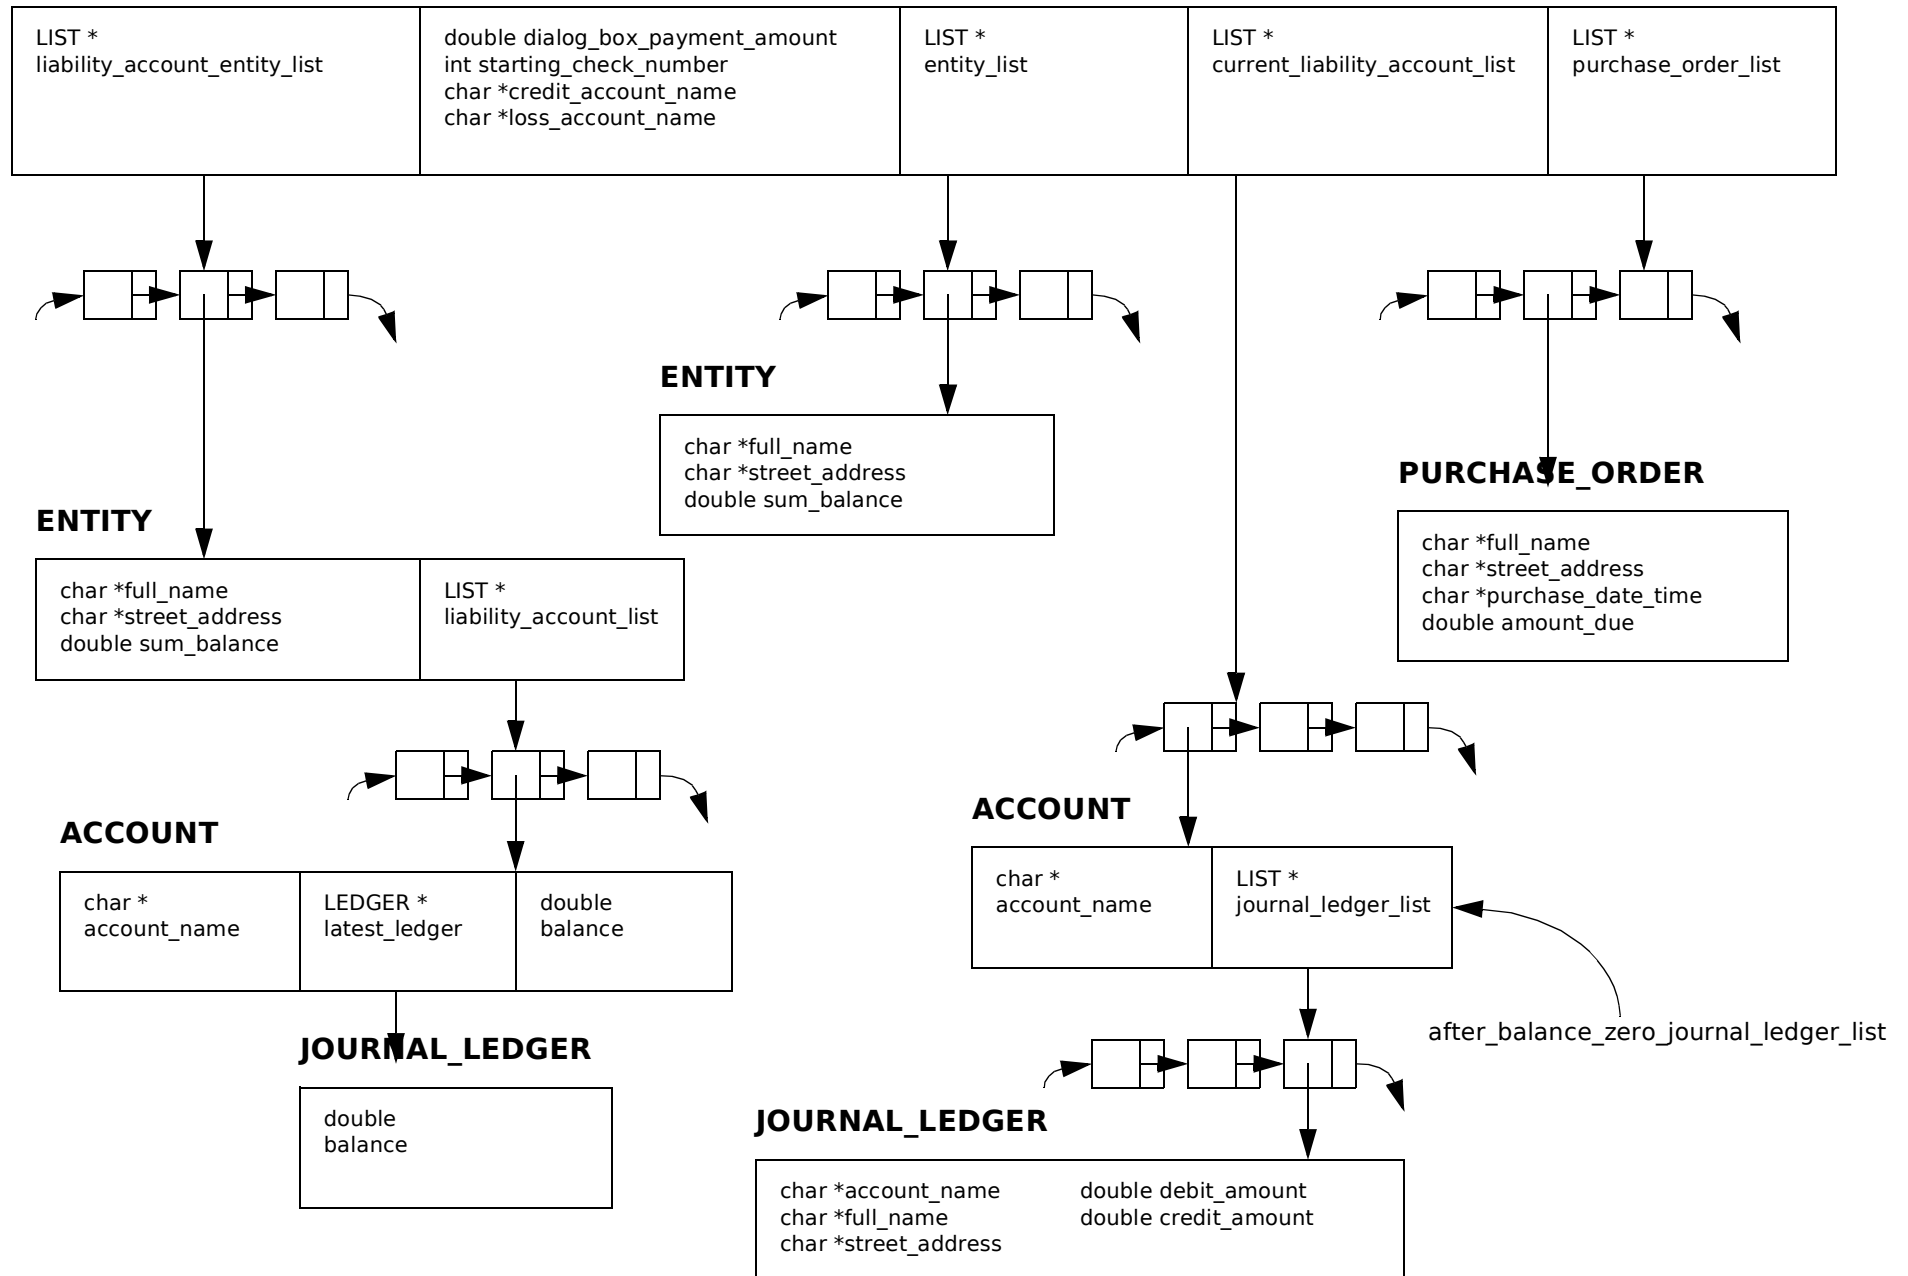 LIST *
liability_account_entity_list
double dialog_box_payment_amount
int starting_check_number
char *credit_account_name
char *loss_account_name
LIST *
entity_list
LIST *
current_liability_account_list
LIST *
purchase_order_list
ENTITY
char *full_name
char *street_address
double sum_balance
PURCHASE_ORDER
char *full_name
char *street_address
char *purchase_date_time
double amount_due
ENTITY
char *full_name
char *street_address
double sum_balance
LIST *
liability_account_list
ACCOUNT
char *
account_name
LEDGER *
latest_ledger
double
balance
JOURNAL_LEDGER
double
balance
ACCOUNT
char *
account_name
LIST *
journal_ledger_list
after_balance_zero_journal_ledger_list
JOURNAL_LEDGER
char *account_name
char *full_name
char *street_address
double debit_amount
double credit_amount